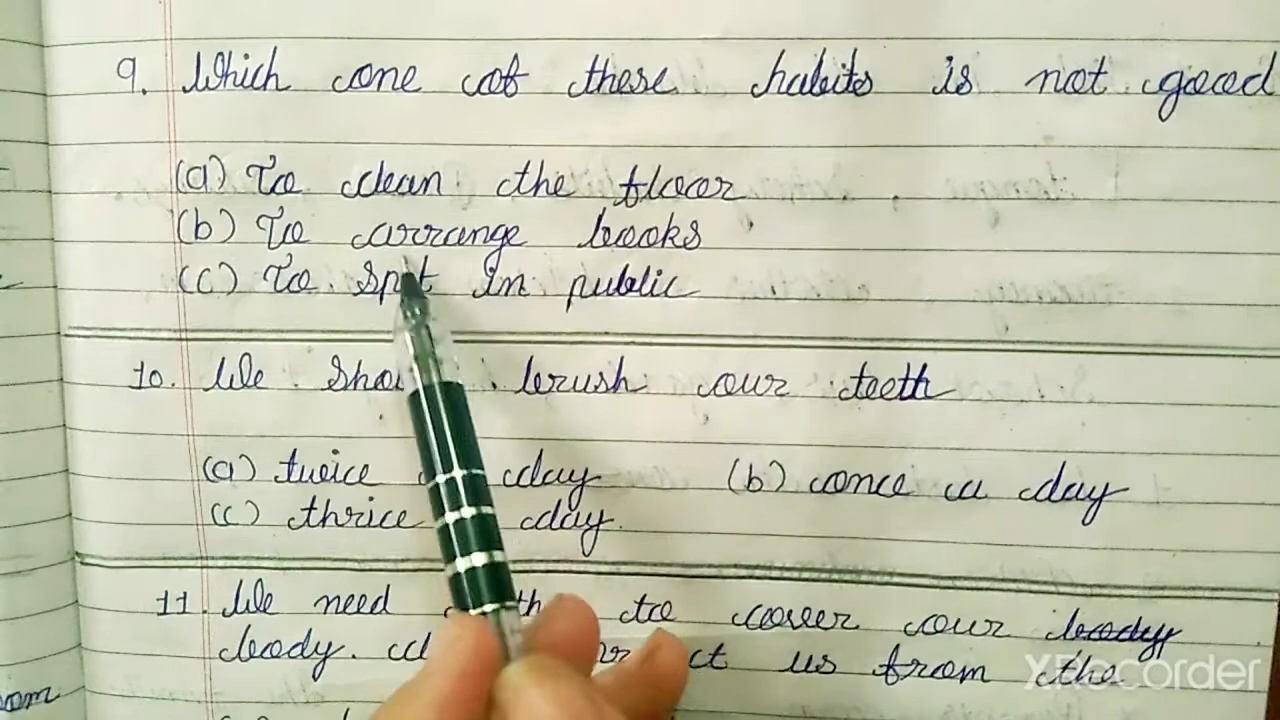 9. Which one of these habits is not good
(a) To clean the floor
(b) To arrange books
(c) To spit in public
10. We brush our teeth
(a) twice day (b) once a day
(c) thrice day.
11. We need to cover our body
body. us from the
XRecorder